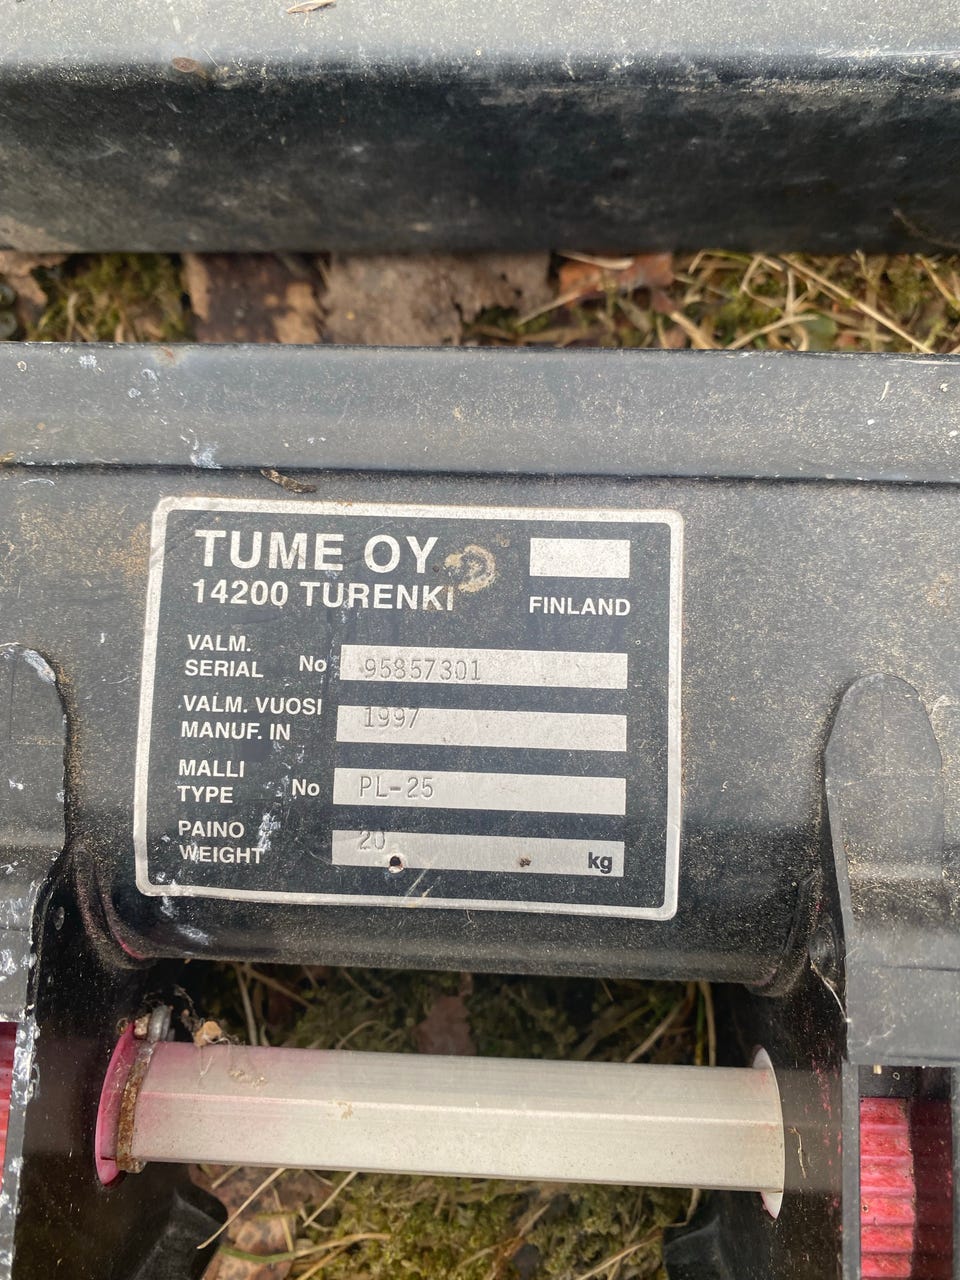 TUME OY
14200 TURENKI
FINLAND
VALM.
SERIAL No 95857301
VALM. VUOSI
MANUF. IN 1997
MALLI
TYPE No PL-25
PAINO
WEIGHT 20 kg